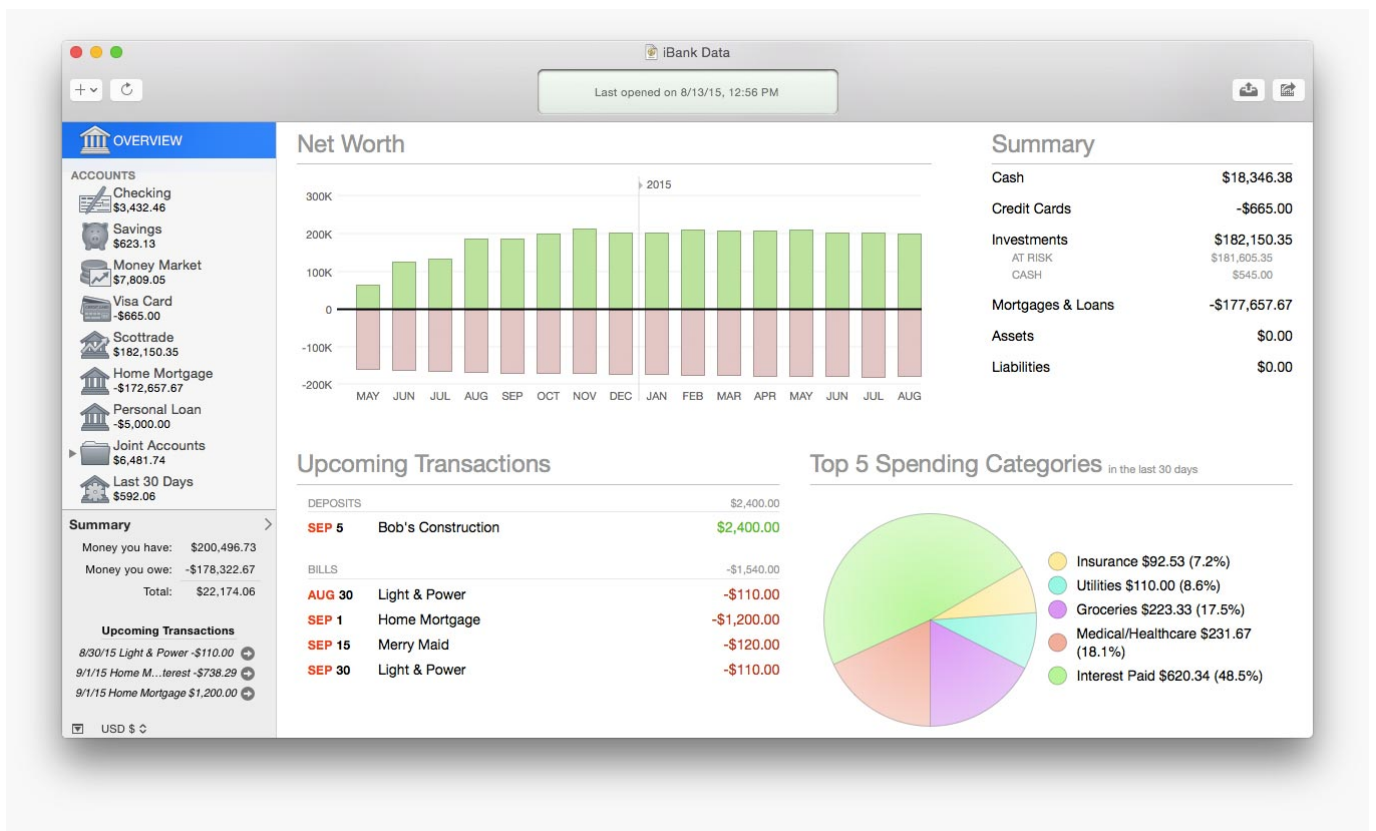 iBank Data
Last opened on 8/13/15, 12:56 PM
OVERVIEW
ACCOUNTS
Checking
$3,432.46
Savings
$623.13
Money Market
$7,809.05
Visa Card
-$665.00
Scottrade
$182,150.35
Home Mortgage
-$172,657.67
Personal Loan
-$5,000.00
Joint Accounts
$6,481.74
Last 30 Days
$592.06
Summary
Money you have: $200,496.73
Money you owe: -$178,322.67
Total: $22,174.06
Upcoming Transactions
8/30/15 Light & Power -$110.00
9/1/15 Home M...terest -$738.29
9/1/15 Home Mortgage $1,200.00
USD $
Net Worth
2015
300K
200K
100K
0
-100K
-200K
MAY JUN JUL AUG SEP OCT NOV DEC JAN FEB MAR APR MAY JUN JUL AUG
Summary
Cash $18,346.38
Credit Cards -$665.00
Investments $182,150.35
AT RISK $181,605.35
CASH $545.00
Mortgages & Loans -$177,657.67
Assets $0.00
Liabilities $0.00
Upcoming Transactions
DEPOSITS $2,400.00
SEP 5 Bob's Construction $2,400.00
BILLS -$1,540.00
AUG 30 Light & Power -$110.00
SEP 1 Home Mortgage -$1,200.00
SEP 15 Merry Maid -$120.00
SEP 30 Light & Power -$110.00
Top 5 Spending Categories in the last 30 days
Insurance $92.53 (7.2%)
Utilities $110.00 (8.6%)
Groceries $223.33 (17.5%)
Medical/Healthcare $231.67
(18.1%)
Interest Paid $620.34 (48.5%)